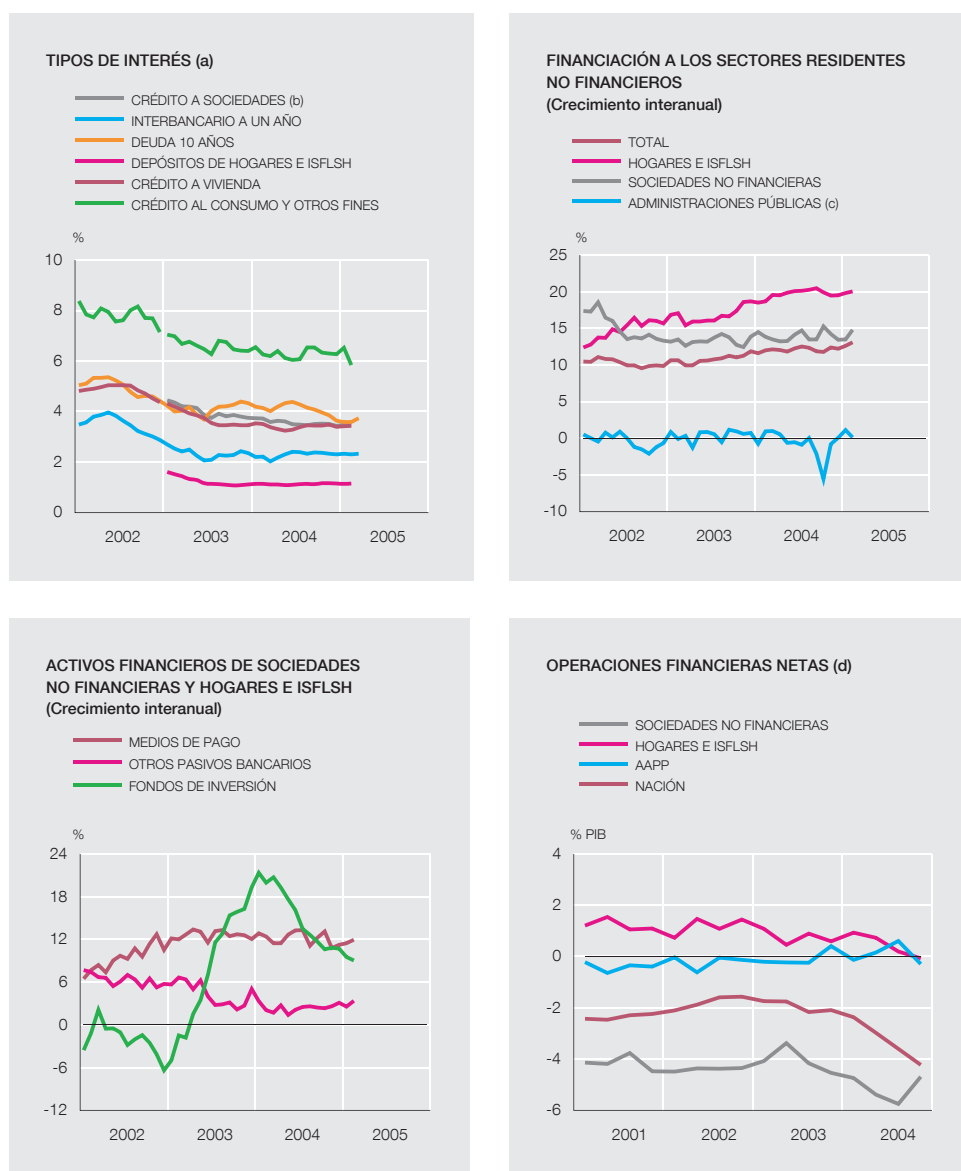 TIPOS DE INTERÉS (a)
CRÉDITO A SOCIEDADES (b)
INTERBANCARIO A UN AÑO
DEUDA 10 AÑOS
DEPÓSITOS DE HOGARES E ISFLSH
CRÉDITO A VIVIENDA
CRÉDITO AL CONSUMO Y OTROS FINES
%
10
8
6
4
2
0
2002 2003 2004 2005
FINANCIACIÓN A LOS SECTORES RESIDENTES
NO FINANCIEROS
(Crecimiento interanual)
TOTAL
HOGARES E ISFLSH
SOCIEDADES NO FINANCIERAS
ADMINISTRACIONES PÚBLICAS (c)
%
25
20
15
10
5
0
-5
-10
2002 2003 2004 2005
ACTIVOS FINANCIEROS DE SOCIEDADES
NO FINANCIERAS Y HOGARES E ISFLSH
(Crecimiento interanual)
MEDIOS DE PAGO
OTROS PASIVOS BANCARIOS
FONDOS DE INVERSIÓN
%
24
18
12
6
0
-6
-12
2002 2003 2004 2005
OPERACIONES FINANCIERAS NETAS (d)
SOCIEDADES NO FINANCIERAS
HOGARES E ISFLSH
AAPP
NACIÓN
% PIB
4
2
0
-2
-4
-6
2001 2002 2003 2004